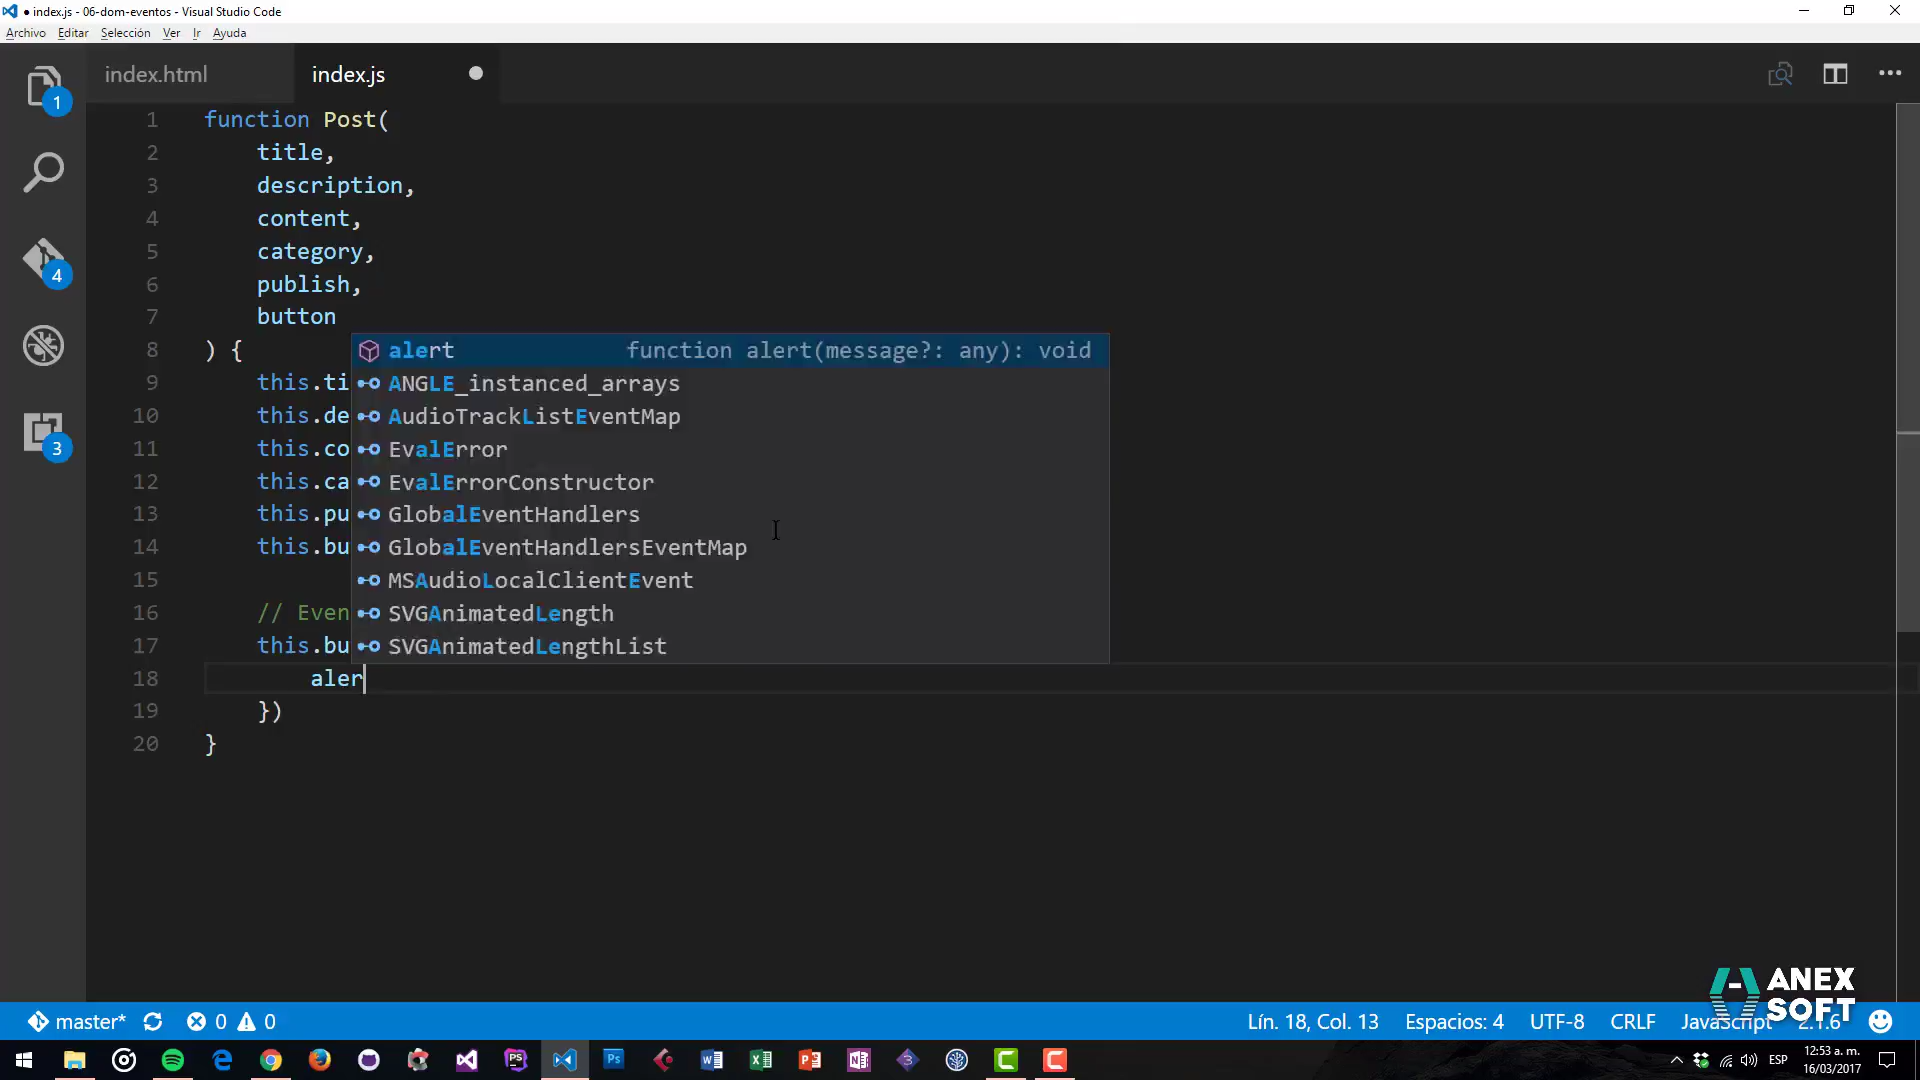 index.js - 06-dom-eventos - Visual Studio Code
Archivo Editar Selección Ver Ir Ayuda
index.html index.js
1 function Post(
2 title,
3 description,
4 content,
5 category,
6 publish,
7 button
8 ) {
9 this.ti
10 this.de
11 this.co
12 this.ca
13 this.pu
14 this.bu
15
16 // Even
17 this.bu
18 aler
19 })
20 }
alert function alert(message?: any): void
ANGLE_instanced_arrays
AudioTrackListEventMap
EvalError
EvalErrorConstructor
GlobalEventHandlers
GlobalEventHandlersEventMap
MSAudioLocalClientEvent
SVGAnimatedLength
SVGAnimatedLengthList
1
4
3
ANEX
SOFT
master* 0 0 Lín. 18, Col. 13 Espacios: 4 UTF-8 CRLF JavaScript 2.1.6
ESP 12:53 a. m.
16/03/2017